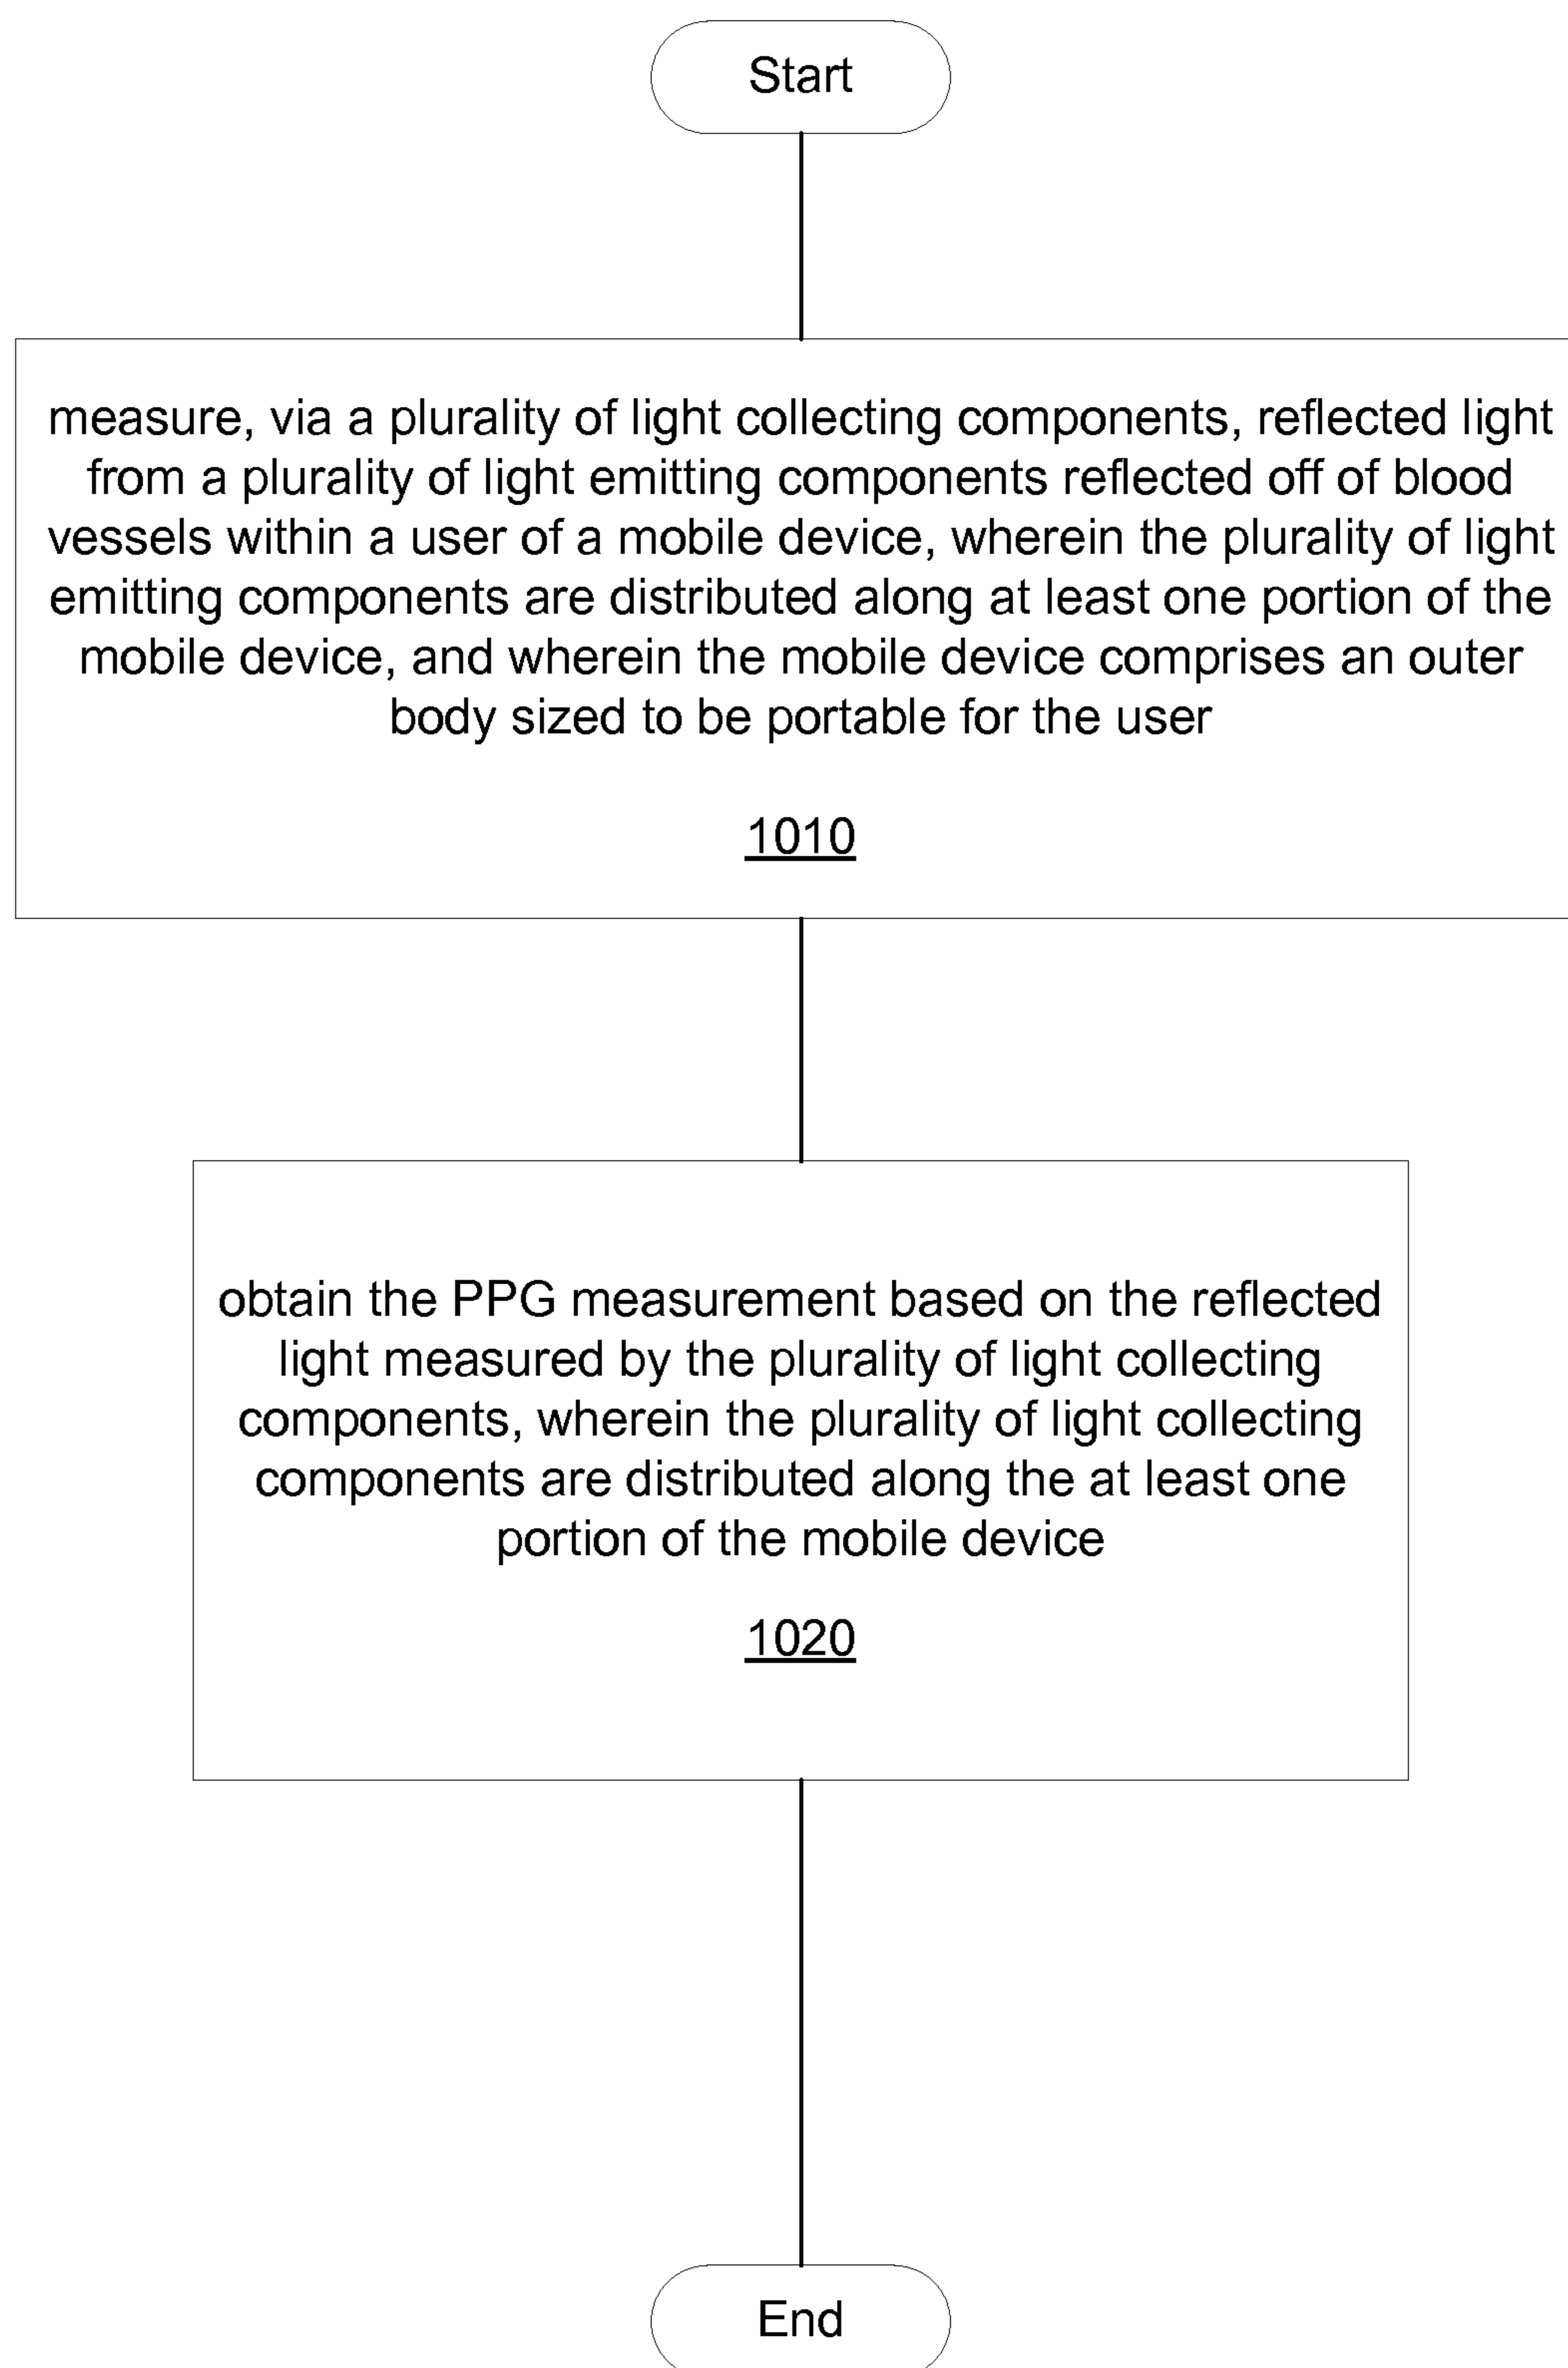 Start
measure, via a plurality of light collecting components, reflected light
from a plurality of light emitting components reflected off of blood
vessels within a user of a mobile device, wherein the plurality of light
emitting components are distributed along at least one portion of the
mobile device, and wherein the mobile device comprises an outer
body sized to be portable for the user
1010
obtain the PPG measurement based on the reflected
light measured by the plurality of light collecting
components, wherein the plurality of light collecting
components are distributed along the at least one
portion of the mobile device
1020
End